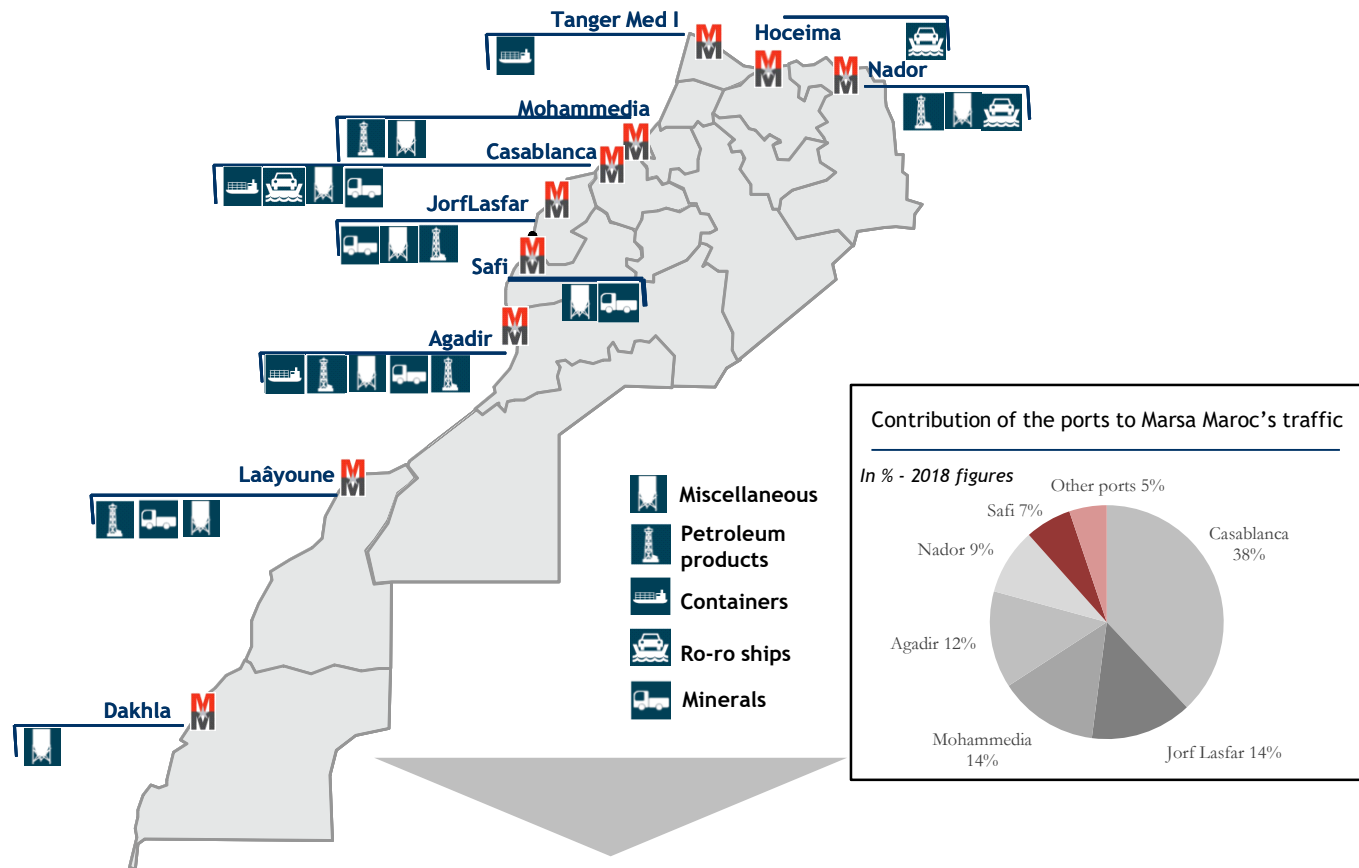 Tanger Med I
Hoceima
Nador
Mohammedia
Casablanca
JorfLasfar
Safi
Agadir
Laâyoune
Dakhla
Miscellaneous
Petroleum
products
Containers
Ro-ro ships
Minerals
Contribution of the ports to Marsa Maroc’s traffic
In % - 2018 figures
Other ports 5%
Safi 7%
Casablanca
38%
Nador 9%
Agadir 12%
Mohammedia
14%
Jorf Lasfar 14%